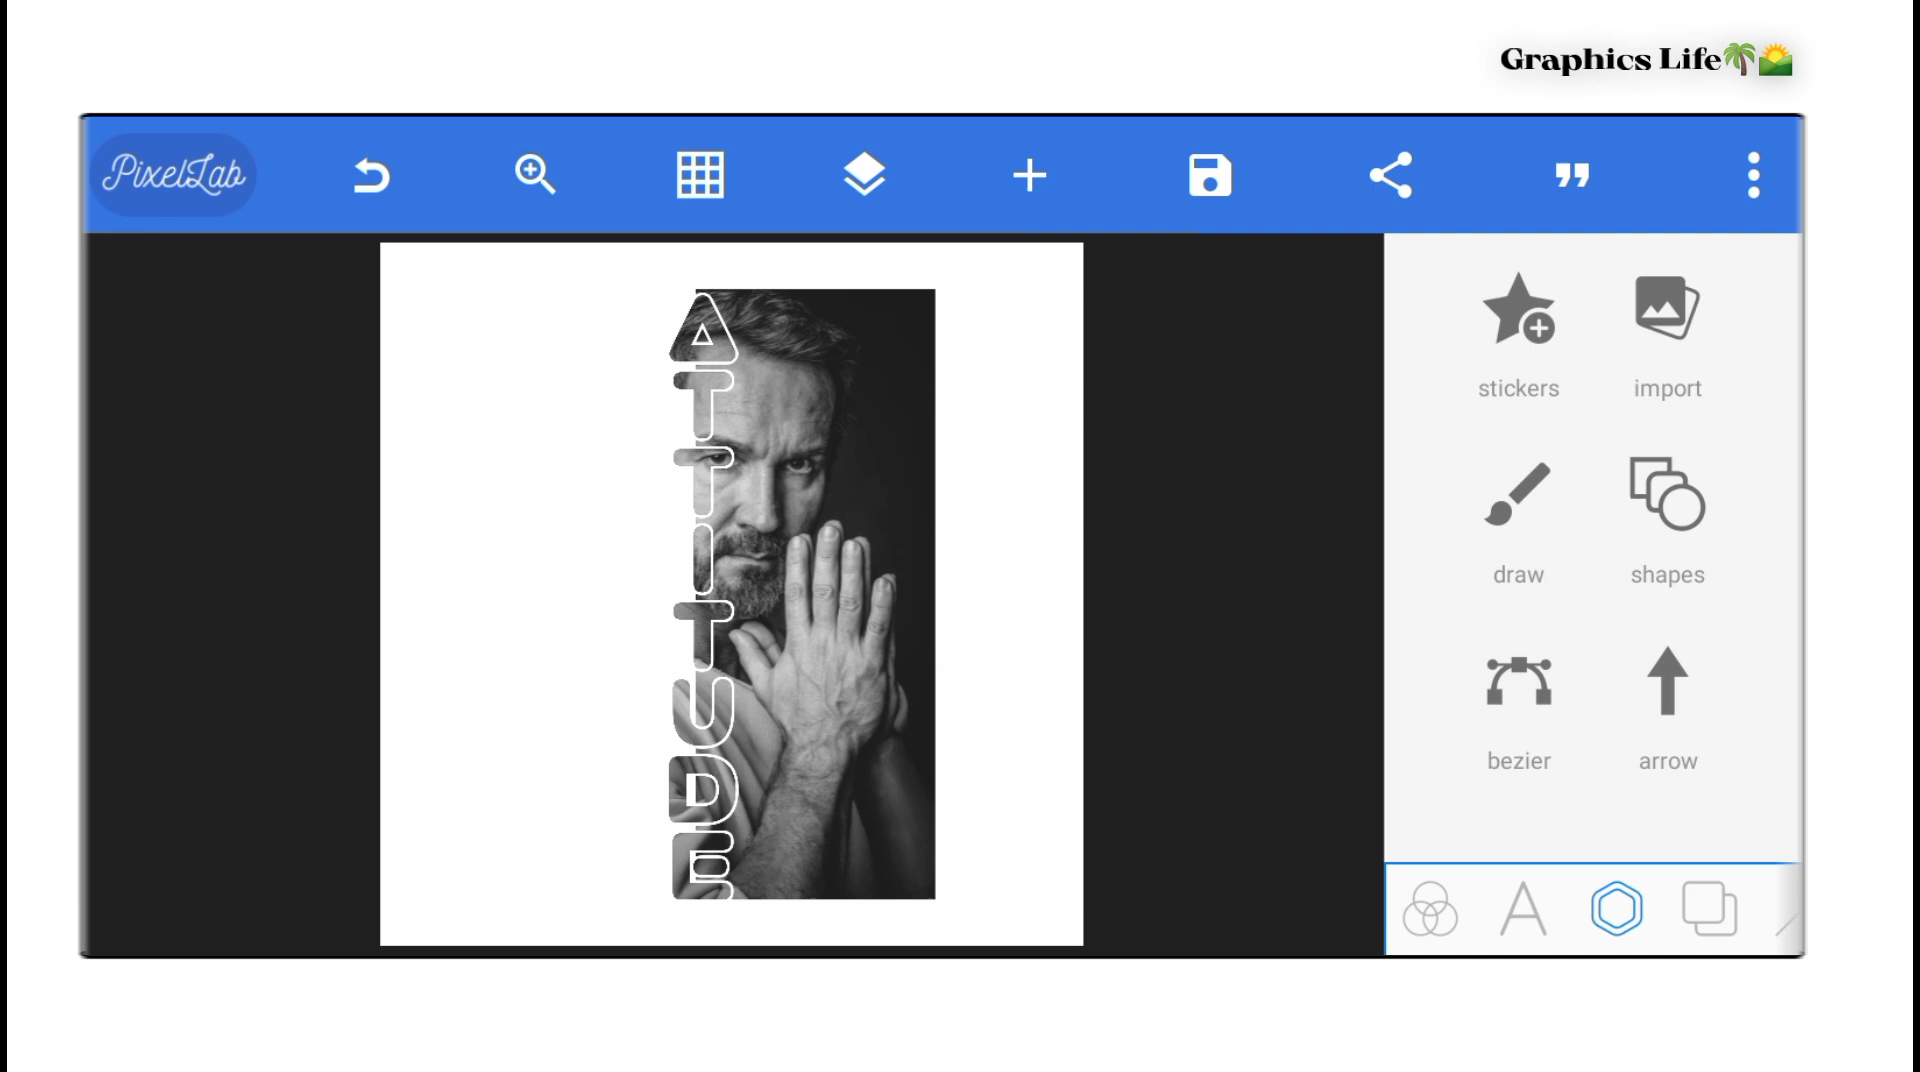 Graphics Life🌴🌄
PixelLab
ATTITUDE
stickers
import
draw
shapes
bezier
arrow